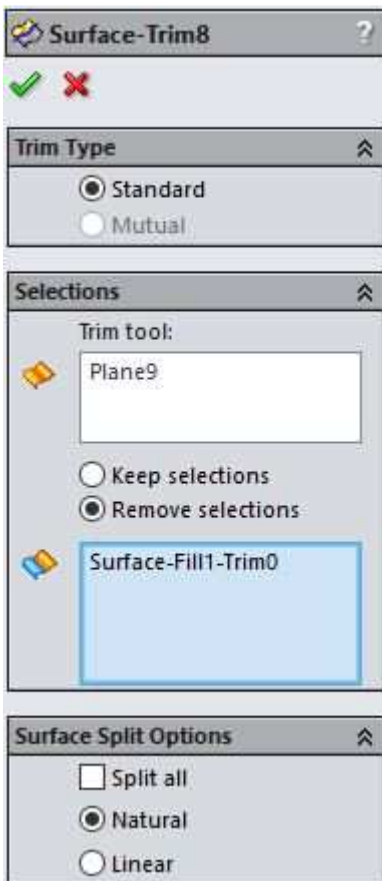 Surface-Trim8 ?
Trim Type
Standard
Mutual
Selections
Trim tool:
Plane9
Keep selections
Remove selections
Surface-Fill1-Trim0
Surface Split Options
Split all
Natural
Linear